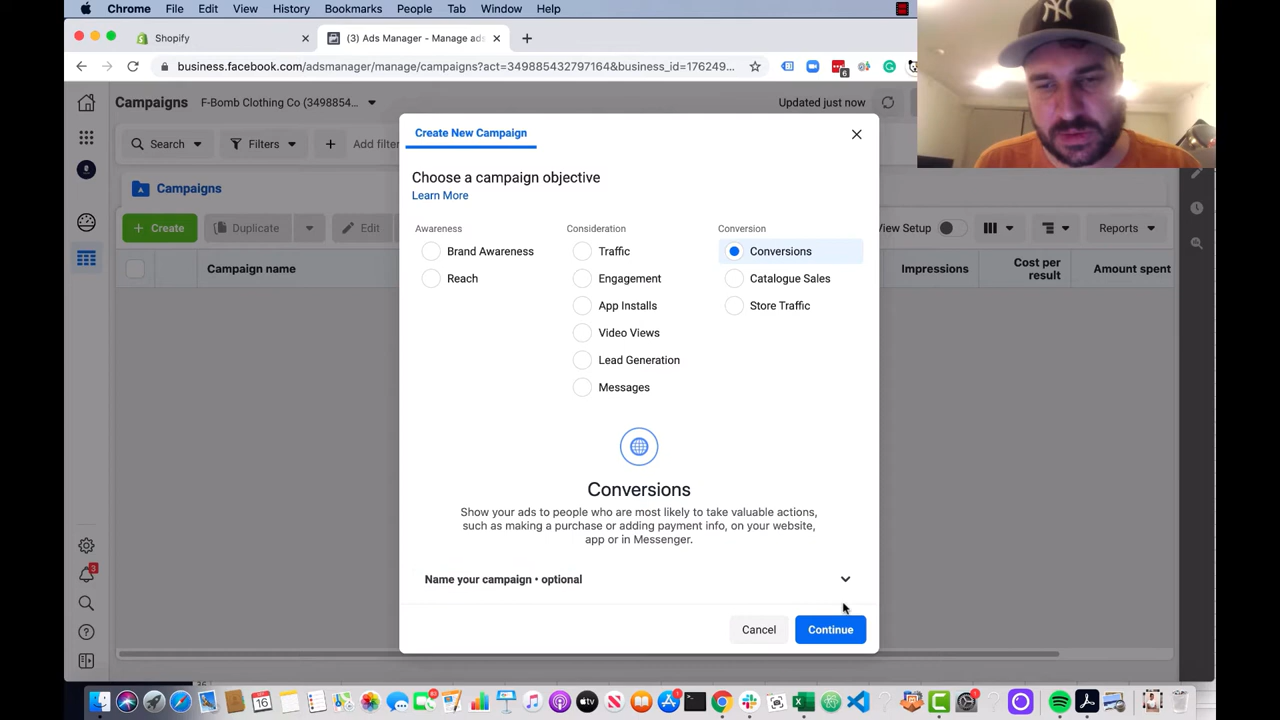 Chrome File Edit View History Bookmarks People Tab Window Help
Shopify
(3) Ads Manager - Manage ads
business.facebook.com/adsmanager/manage/campaigns?act=349885432797164&business_id=176249...
6
Campaigns
F-Bomb Clothing Co (3498854...
Updated just now
Search
Filters
Add filter
Campaigns
Create
Duplicate
Edit
View Setup
Reports
Campaign name
Impressions
Cost per
result
Amount spent
Create New Campaign
Choose a campaign objective
Learn More
Awareness
Brand Awareness
Reach
Consideration
Traffic
Engagement
App Installs
Video Views
Lead Generation
Messages
Conversion
Conversions
Catalogue Sales
Store Traffic
Conversions
Show your ads to people who are most likely to take valuable actions,
such as making a purchase or adding payment info, on your website,
app or in Messenger.
Name your campaign • optional
Cancel
Continue
3
16